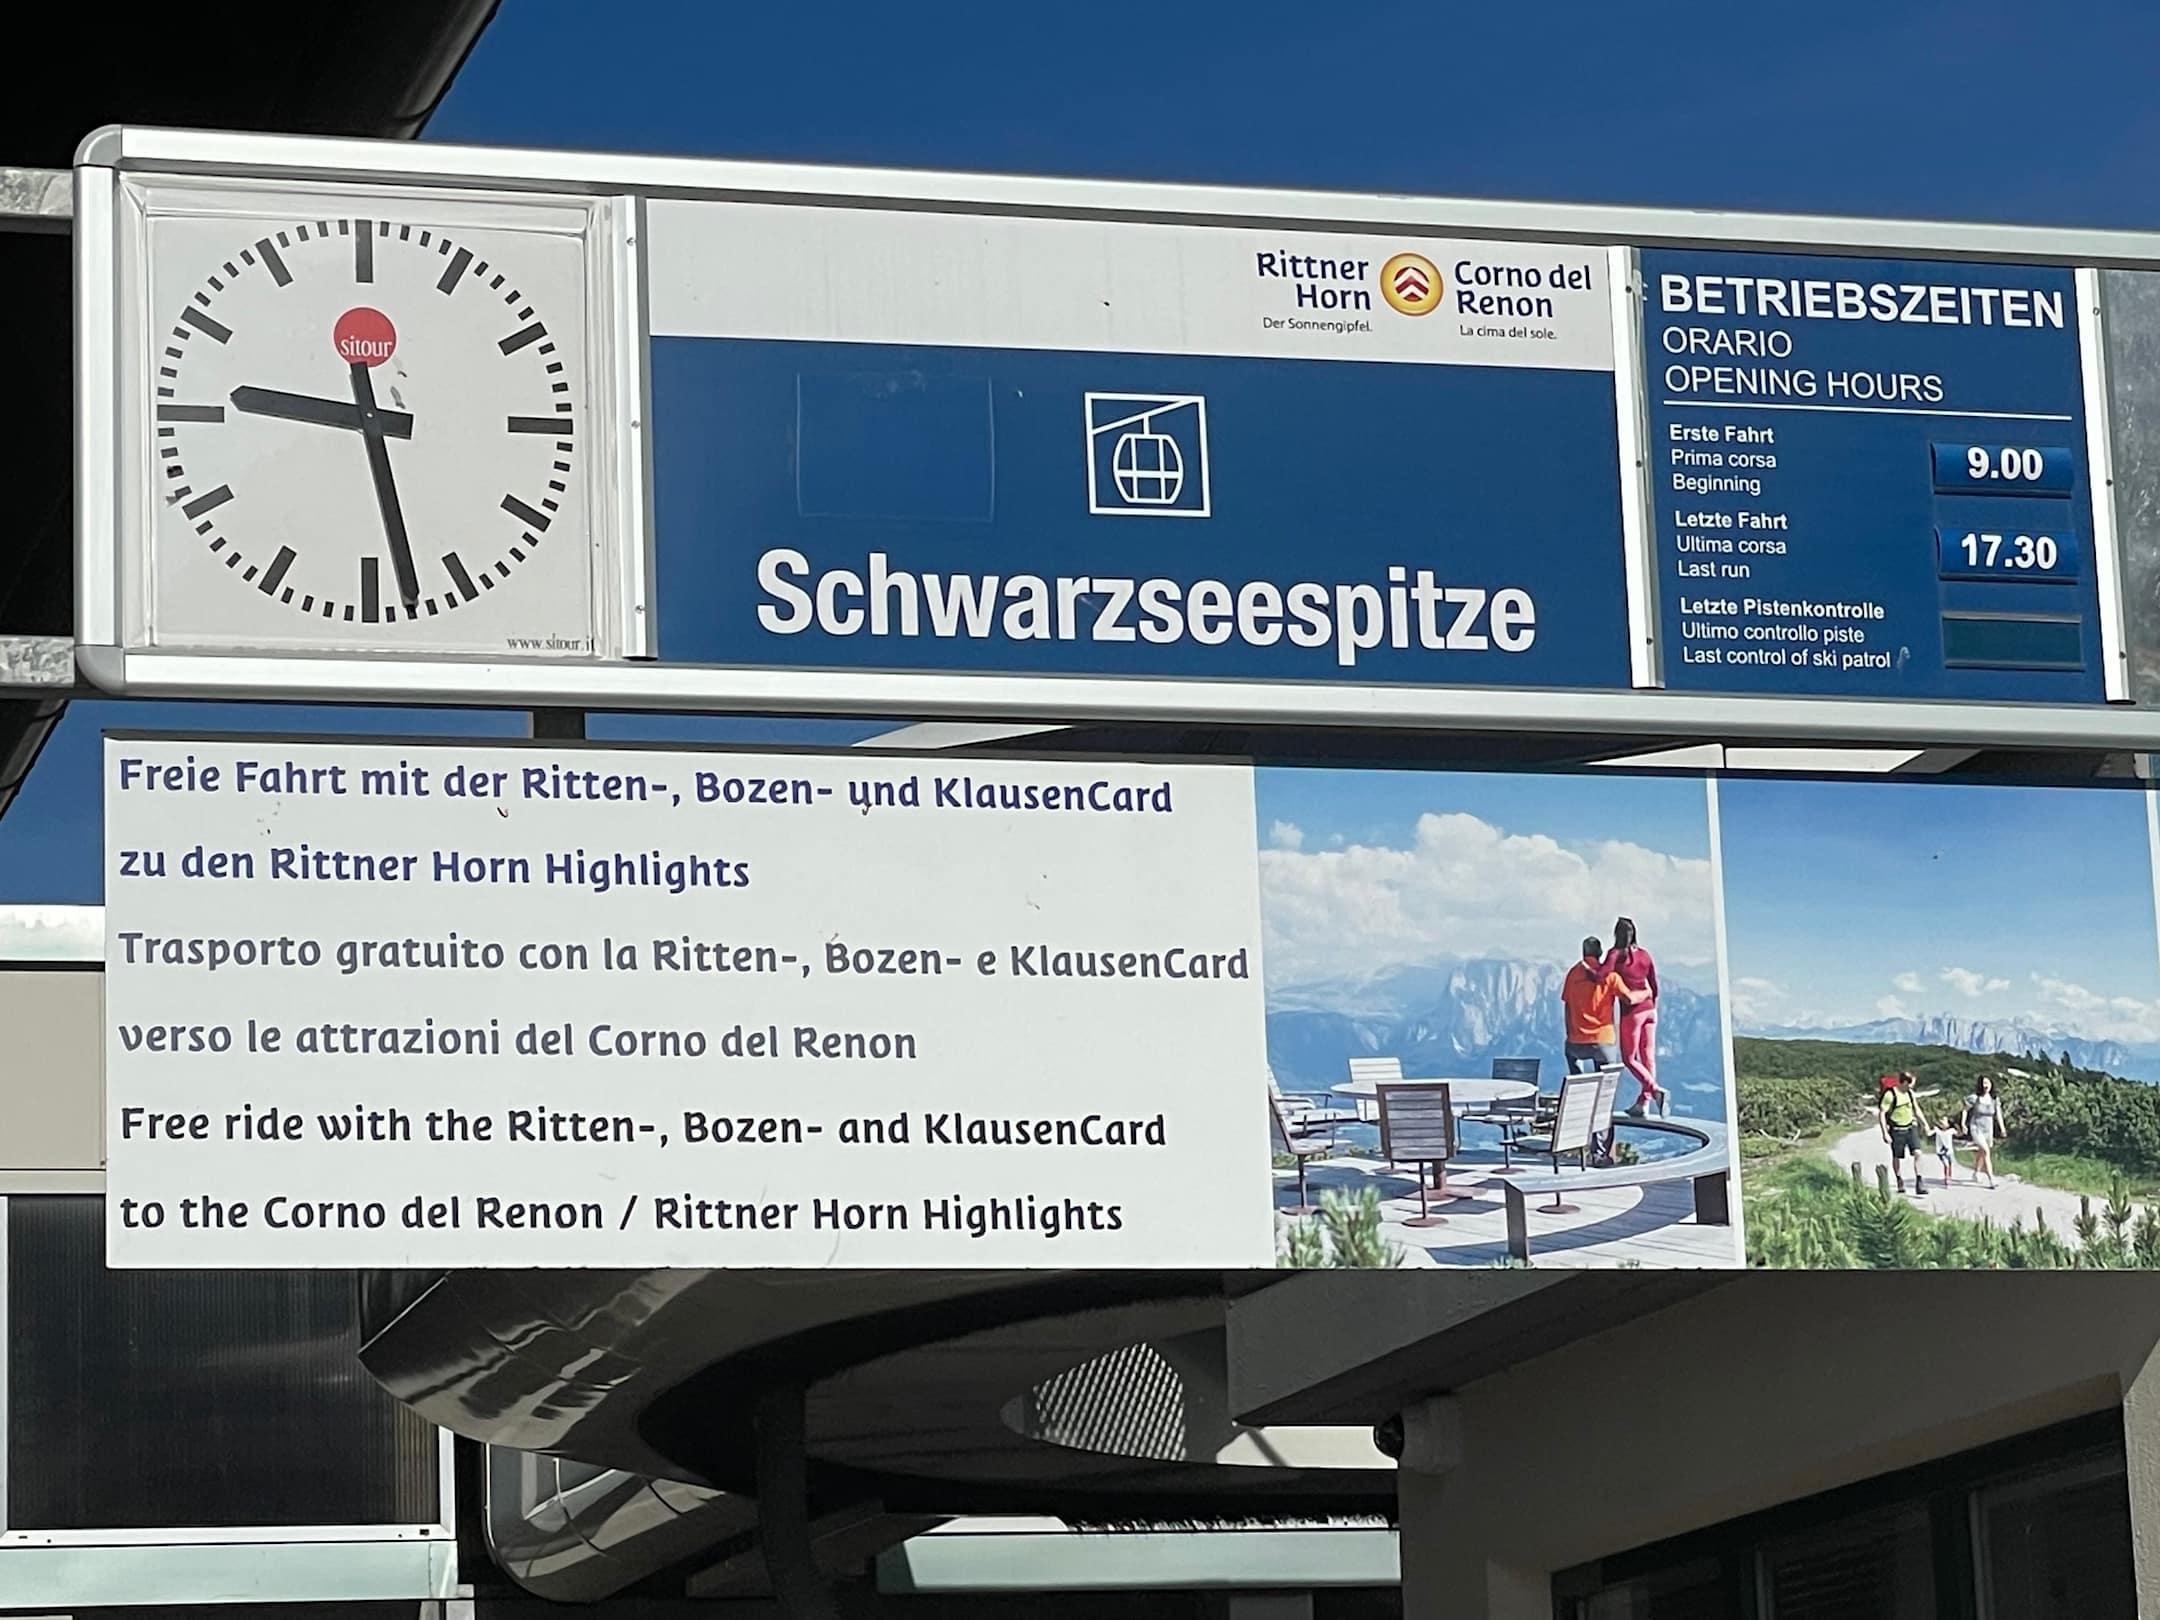 sitour
www.sitour.it
Rittner
Horn
Der Sonnengipfel.
Corno del
Renon
La cima del sole.
Schwarzseespitze
BETRIEBSZEITEN
ORARIO
OPENING HOURS
Erste Fahrt
Prima corsa
Beginning
9.00
Letzte Fahrt
Ultima corsa
Last run
17.30
Letzte Pistenkontrolle
Ultimo controllo piste
Last control of ski patrol
Freie Fahrt mit der Ritten-, Bozen- und KlausenCard
zu den Rittner Horn Highlights
Trasporto gratuito con la Ritten-, Bozen- e KlausenCard
verso le attrazioni del Corno del Renon
Free ride with the Ritten-, Bozen- and KlausenCard
to the Corno del Renon / Rittner Horn Highlights